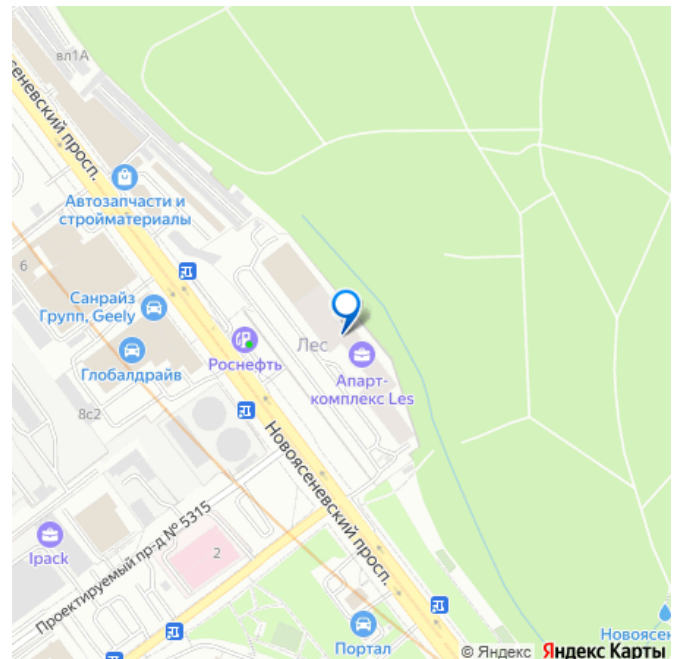 вл1А
сеневский просп.
Автозапчасти и
стройматериалы
6
Санрайз
Групп, Geely
Глобалдрайв
Роснефть
Лес
Апарт-
комплекс Les
8с2
Новоясеневский просп.
Проектируемый пр-д № 5315
Ipack
2
Портал
Новоясен
© Яндекс Яндекс Карты